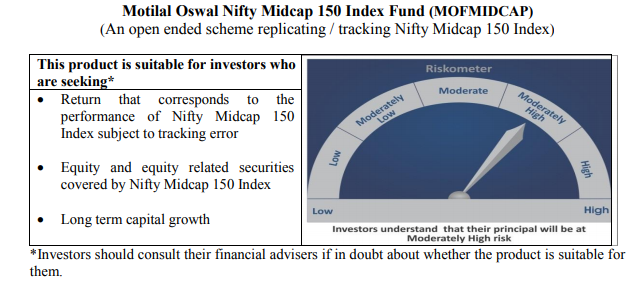 Motilal Oswal Nifty Midcap 150 Index Fund (MOFMIDCAP)
(An open ended scheme replicating / tracking Nifty Midcap 150 Index)
This product is suitable for investors who
are seeking*
• Return that corresponds to the
performance of Nifty Midcap 150
Index subject to tracking error
• Equity and equity related securities
covered by Nifty Midcap 150 Index
• Long term capital growth
Riskometer
Low
Moderately
Low
Moderate
Moderately
High
High
Low
High
Investors understand that their principal will be at
Moderately High risk
*Investors should consult their financial advisers if in doubt about whether the product is suitable for
them.